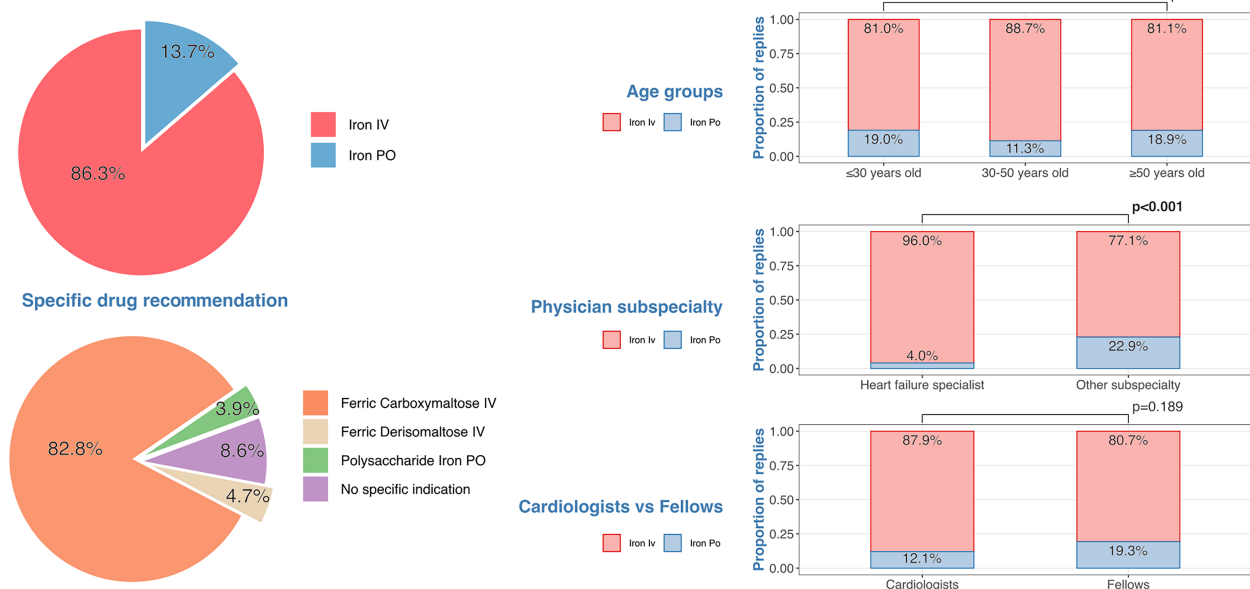 13.7%
86.3%
Iron IV
Iron PO
Specific drug recommendation
82.8%
3.9%
8.6%
4.7%
Ferric Carboxymaltose IV
Ferric Derisomaltose IV
Polysaccharide Iron PO
No specific indication
Age groups
Iron Iv Iron Po
Proportion of replies
1.00
0.75
0.50
0.25
0.00
81.0% 88.7% 81.1%
19.0% 11.3% 18.9%
≤30 years old 30-50 years old ≥50 years old
Physician subspecialty
Iron Iv Iron Po
p<0.001
Proportion of replies
1.00
0.75
0.50
0.25
0.00
96.0% 77.1%
4.0% 22.9%
Heart failure specialist Other subspecialty
Cardiologists vs Fellows
Iron Iv Iron Po
p=0.189
Proportion of replies
1.00
0.75
0.50
0.25
0.00
87.9% 80.7%
12.1% 19.3%
Cardiologists Fellows